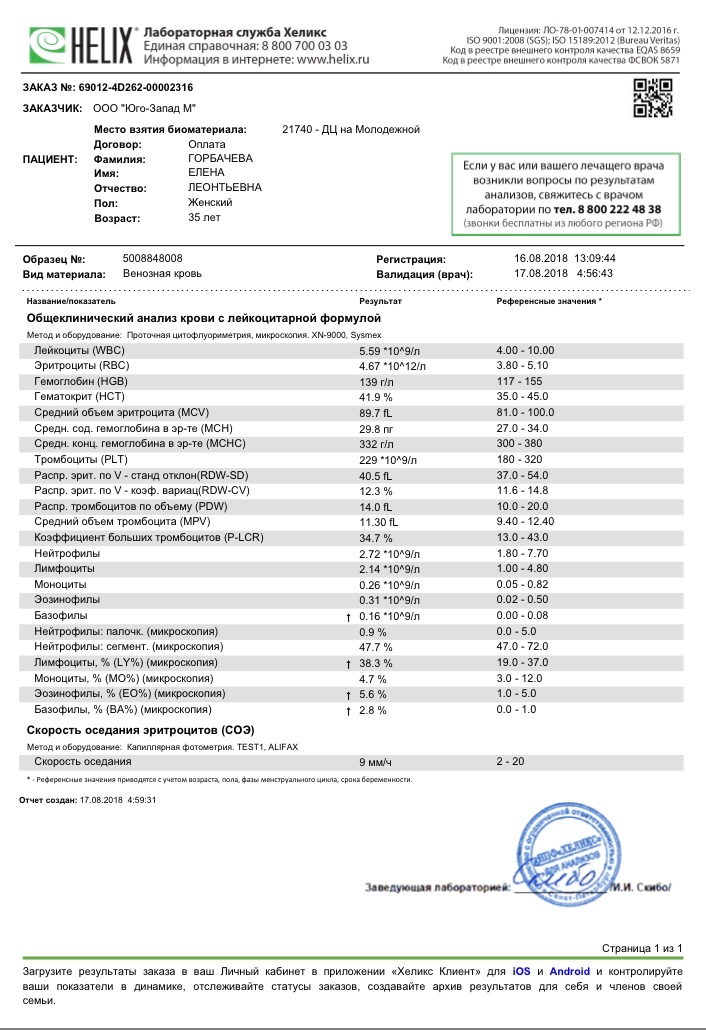 HELIX
Лабораторная служба Хеликс
Единая справочная: 8 800 700 03 03
Информация в интернете: www.helix.ru
Лицензия: ЛО-78-01-007414 от 12.12.2016 г.
ISO 9001:2008 (SGS); ISO 15189:2012 (Bureau Veritas)
Код в реестре внешнего контроля качества EQAS 8659
Код в реестре внешнего контроля качества ФСВОК 5871
ЗАКАЗ №: 69012-4D262-00002316
ЗАКАЗЧИК: ООО "Юго-Запад М"
Место взятия биоматериала: 21740 - ДЦ на Молодежной
Договор: Оплата
ПАЦИЕНТ: Фамилия: ГОРБАЧЕВА
Имя: ЕЛЕНА
Отчество: ЛЕОНТЬЕВНА
Пол: Женский
Возраст: 35 лет
Если у вас или вашего лечащего врача
возникли вопросы по результатам
анализов, свяжитесь с врачом
лаборатории по тел. 8 800 222 48 38
(звонки бесплатны из любого региона РФ)
Образец №: 5008848008 Регистрация: 16.08.2018 13:09:44
Вид материала: Венозная кровь Валидация (врач): 17.08.2018 4:56:43
Название/показатель Результат Референсные значения *
Общеклинический анализ крови с лейкоцитарной формулой
Метод и оборудование: Проточная цитофлуориметрия, микроскопия. XN-9000, Sysmex
Лейкоциты (WBC) 5.59 *10^9/л 4.00 - 10.00
Эритроциты (RBC) 4.67 *10^12/л 3.80 - 5.10
Гемоглобин (HGB) 139 г/л 117 - 155
Гематокрит (HCT) 41.9 % 35.0 - 45.0
Средний объем эритроцита (MCV) 89.7 fL 81.0 - 100.0
Средн. сод. гемоглобина в эр-те (MCH) 29.8 пг 27.0 - 34.0
Средн. конц. гемоглобина в эр-те (MCHC) 332 г/л 300 - 380
Тромбоциты (PLT) 229 *10^9/л 180 - 320
Распр. эрит. по V - станд отклон(RDW-SD) 40.5 fL 37.0 - 54.0
Распр. эрит. по V - коэф. вариац(RDW-CV) 12.3 % 11.6 - 14.8
Распр. тромбоцитов по объему (PDW) 14.0 fL 10.0 - 20.0
Средний объем тромбоцита (MPV) 11.30 fL 9.40 - 12.40
Коэффициент больших тромбоцитов (P-LCR) 34.7 % 13.0 - 43.0
Нейтрофилы 2.72 *10^9/л 1.80 - 7.70
Лимфоциты 2.14 *10^9/л 1.00 - 4.80
Моноциты 0.26 *10^9/л 0.05 - 0.82
Эозинофилы 0.31 *10^9/л 0.02 - 0.50
Базофилы ↑ 0.16 *10^9/л 0.00 - 0.08
Нейтрофилы: палочк. (микроскопия) 0.9 % 0.0 - 5.0
Нейтрофилы: сегмент. (микроскопия) 47.7 % 47.0 - 72.0
Лимфоциты, % (LY%) (микроскопия) ↑ 38.3 % 19.0 - 37.0
Моноциты, % (MO%) (микроскопия) 4.7 % 3.0 - 12.0
Эозинофилы, % (EO%) (микроскопия) ↑ 5.6 % 1.0 - 5.0
Базофилы, % (BA%) (микроскопия) ↑ 2.8 % 0.0 - 1.0
Скорость оседания эритроцитов (СОЭ)
Метод и оборудование: Капиллярная фотометрия. TEST1, ALIFAX
Скорость оседания 9 мм/ч 2 - 20
* - Референсные значения приводятся с учетом возраста, пола, фазы менструального цикла, срока беременности.
Отчет создан: 17.08.2018 4:59:31
«НПФ «ХЕЛИКС»
ДЛЯ АНАЛИЗОВ
Санкт-Петербург
Заведующая лабораторией: /И.И. Скибо/
Страница 1 из 1
Загрузите результаты заказа в ваш Личный кабинет в приложении «Хеликс Клиент» для iOS и Android и контролируйте
ваши показатели в динамике, отслеживайте статусы заказов, создавайте архив результатов для себя и членов своей
семьи.